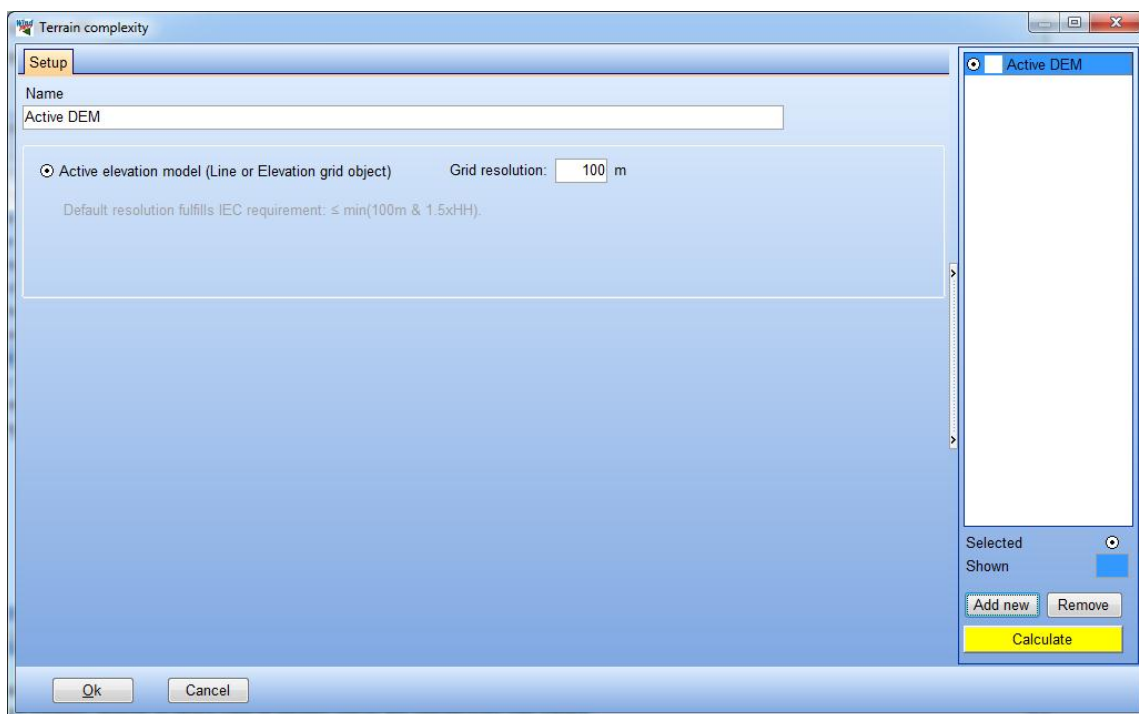 Wind
Terrain complexity
Setup
Name
Active DEM
Active elevation model (Line or Elevation grid object) Grid resolution: 100 m
Default resolution fulfills IEC requirement: ≤ min(100m & 1.5xHH).
Active DEM
Selected
Shown
Add new Remove
Calculate
Ok Cancel